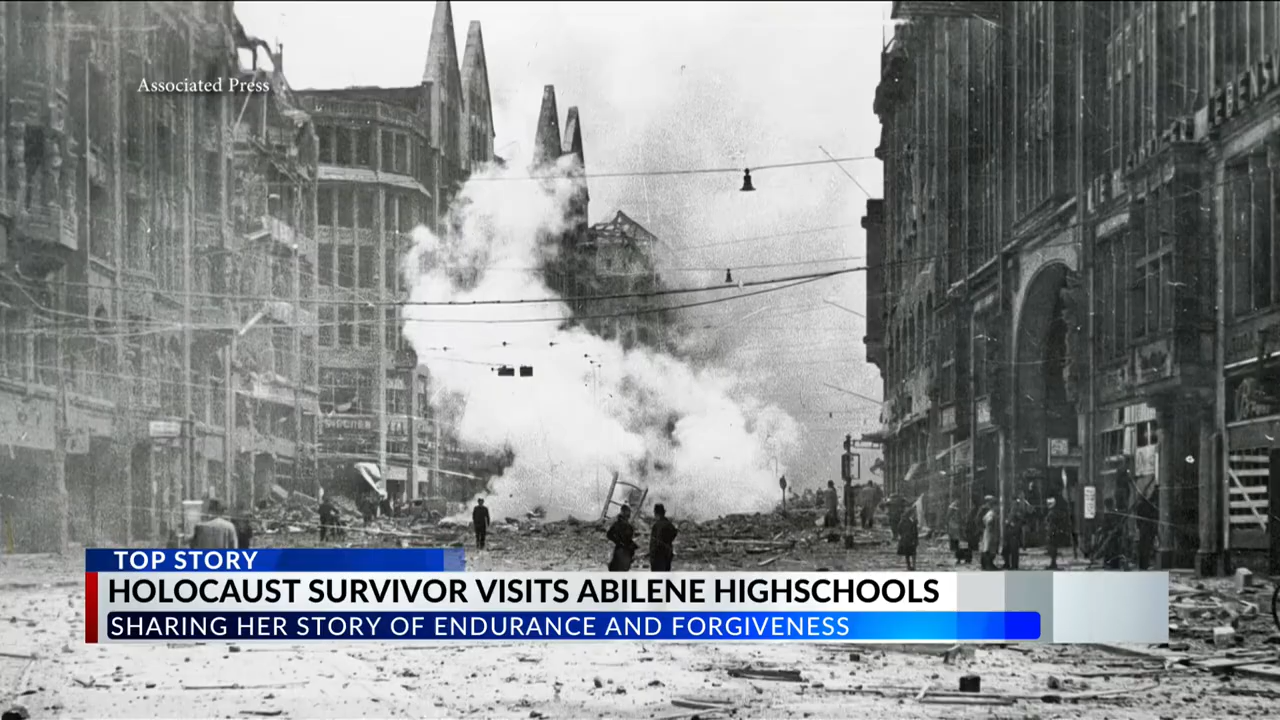 Associated Press
TOP STORY
HOLOCAUST SURVIVOR VISITS ABILENE HIGHSCHOOLS
SHARING HER STORY OF ENDURANCE AND FORGIVENESS